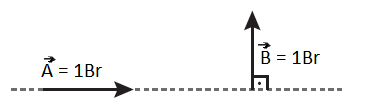 A⃗ = 1Br
B⃗ = 1Br